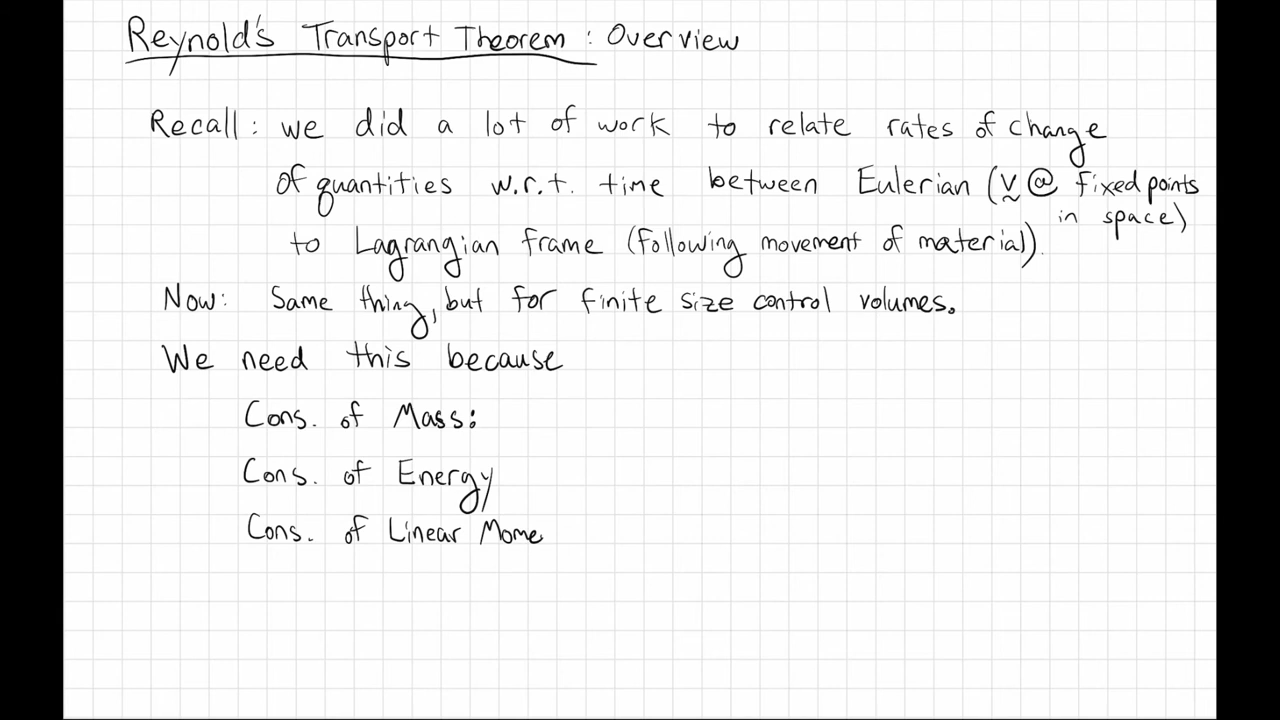 Reynold's Transport Theorem : Overview
Recall : we did a lot of work to relate rates of change
of quantities w.r.t. time between Eulerian (v @ fixed points
in space)
to Lagrangian frame (following movement of material).
Now: Same thing, but for finite size control volumes.
We need this because
Cons. of Mass:
Cons. of Energy
Cons. of Linear Mome